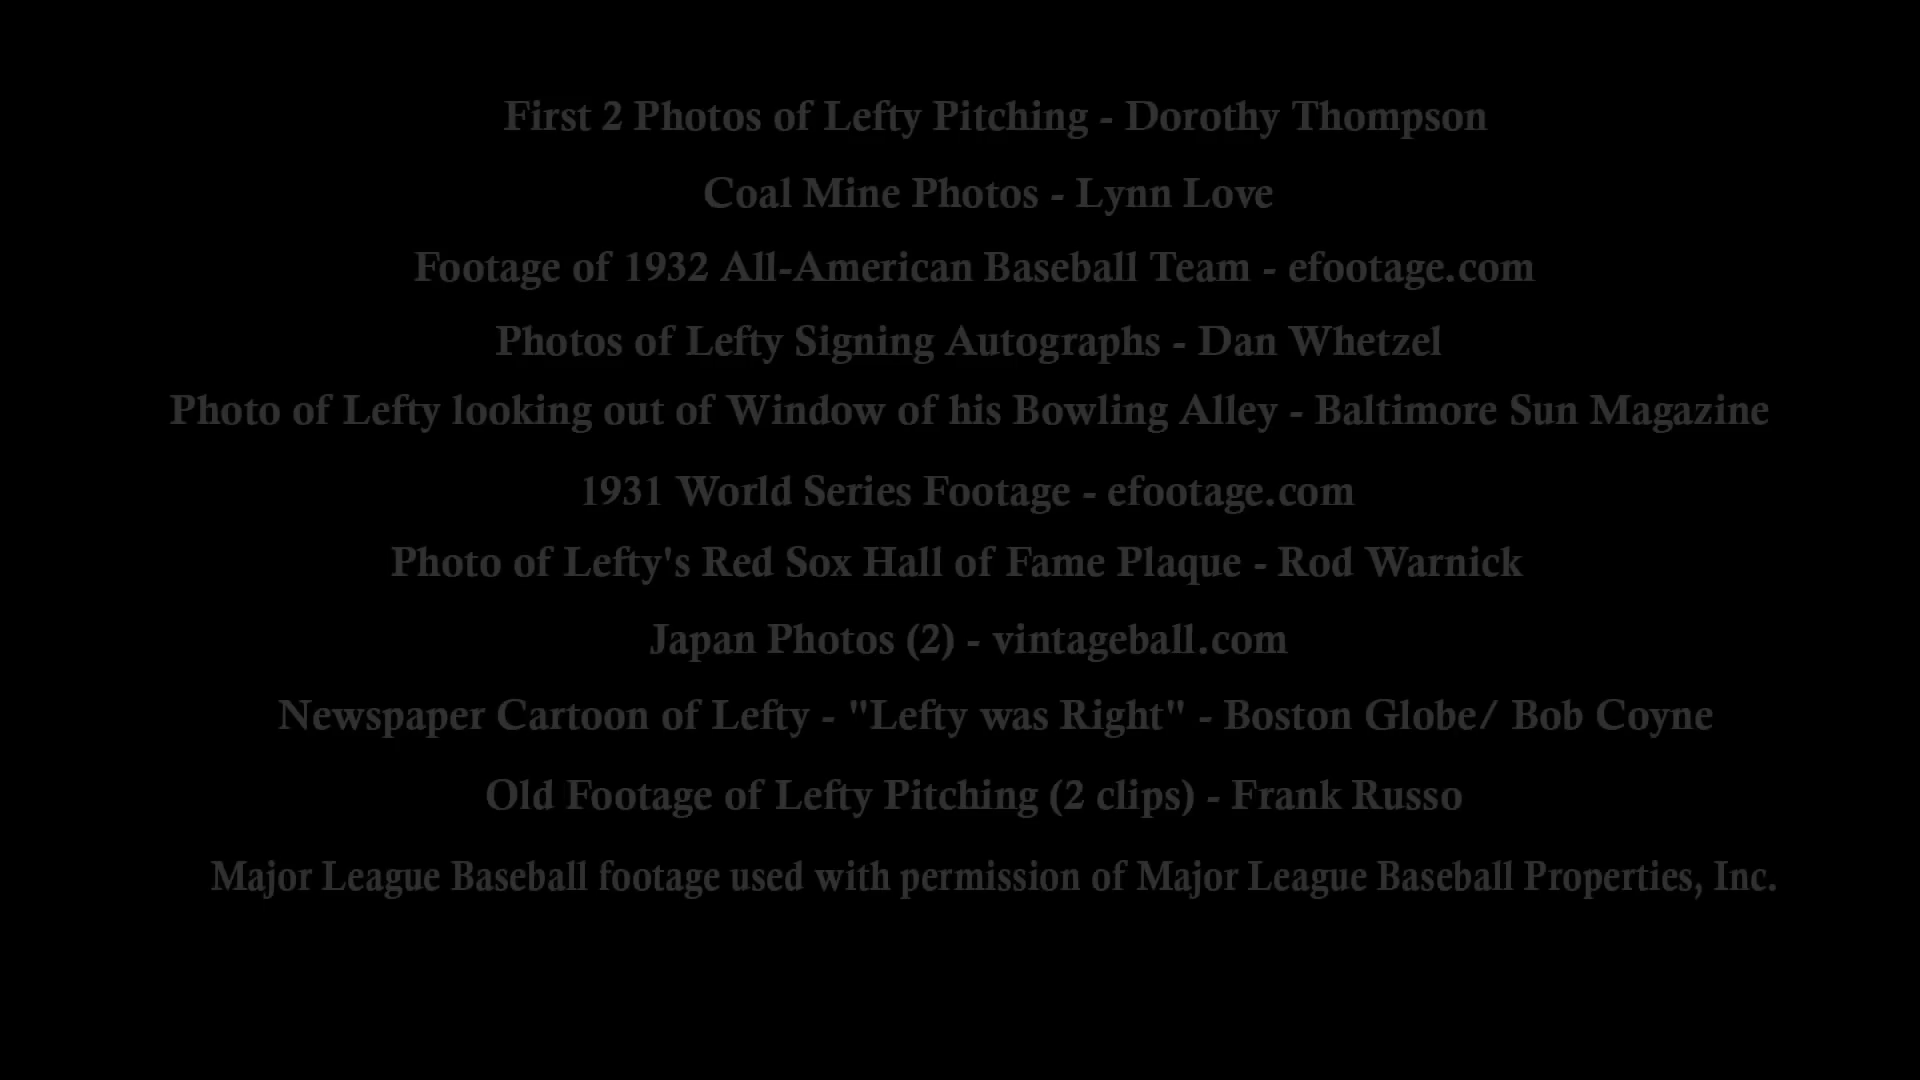 First 2 Photos of Lefty Pitching - Dorothy Thompson
Coal Mine Photos - Lynn Love
Footage of 1932 All-American Baseball Team - efootage.com
Photos of Lefty Signing Autographs - Dan Whetzel
Photo of Lefty looking out of Window of his Bowling Alley - Baltimore Sun Magazine
1931 World Series Footage - efootage.com
Photo of Lefty's Red Sox Hall of Fame Plaque - Rod Warnick
Japan Photos (2) - vintageball.com
Newspaper Cartoon of Lefty - "Lefty was Right" - Boston Globe/ Bob Coyne
Old Footage of Lefty Pitching (2 clips) - Frank Russo
Major League Baseball footage used with permission of Major League Baseball Properties, Inc.